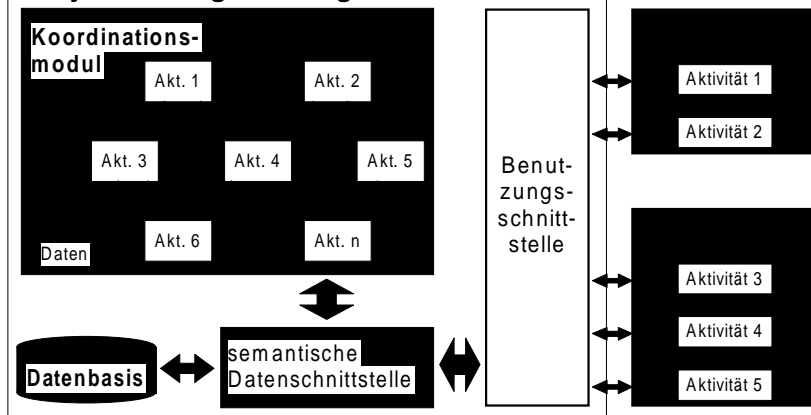 Koordinations-
modul
Akt. 1
Akt. 2
Akt. 3
Akt. 4
Akt. 5
Akt. 6
Akt. n
Daten
Datenbasis
semantische
Datenschnittstelle
Benut-
zungs-
schnitt-
stelle
Aktivität 1
Aktivität 2
Aktivität 3
Aktivität 4
Aktivität 5